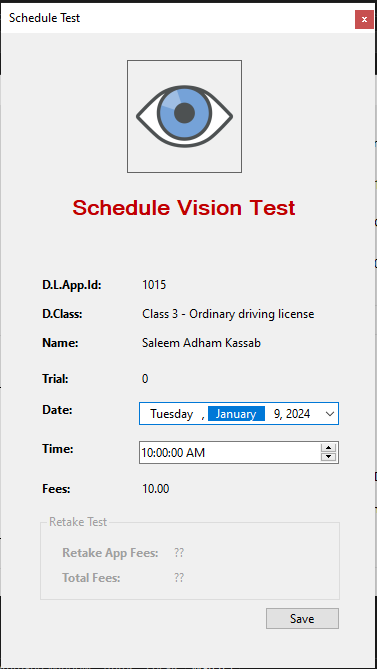 Schedule Test
x
Schedule Vision Test
D.L.App.Id: 1015
D.Class: Class 3 - Ordinary driving license
Name: Saleem Adham Kassab
Trial: 0
Date: Tuesday , January 9, 2024
Time: 10:00:00 AM
Fees: 10.00
Retake Test
Retake App Fees: ??
Total Fees: ??
Save